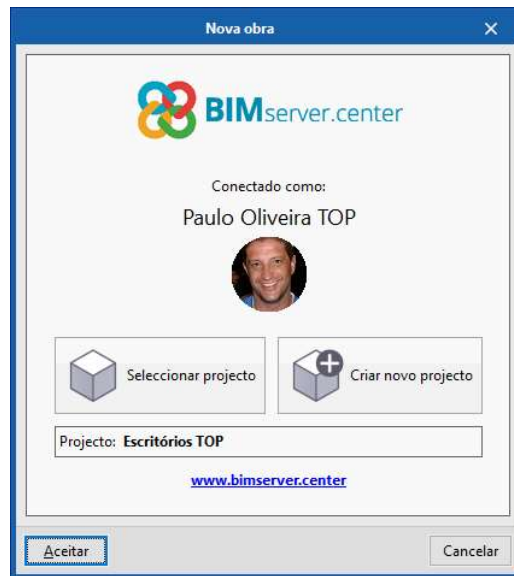 Nova obra
BIMserver.center
Conectado como:
Paulo Oliveira TOP
Seleccionar projecto
Criar novo projecto
Projecto: Escritórios TOP
www.bimserver.center
Aceitar
Cancelar